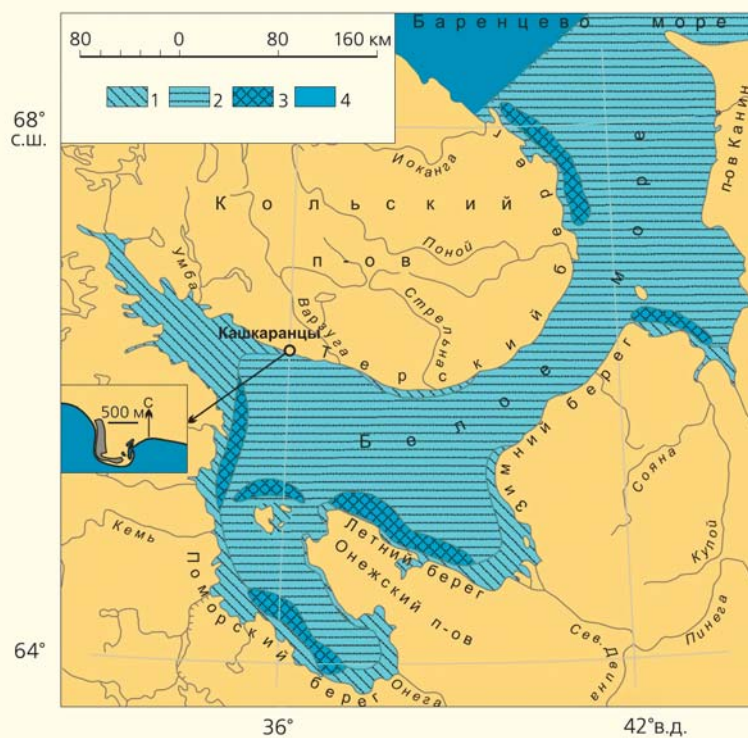 Баренцево море
80 0 80 160 км
1 2 3 4
68°
с.ш.
п-ов Канин
Иоканга
Кольский
п-ов
Поной
Умба
Варзуга
Стрельна
Кашкаранцы
Терский берег
Белое море
500 м
С
Зимний берег
Сояна
Кулой
Кемь
Летний берег
Онежский п-ов
Поморский берег
Пинега
Сев. Двина
Онега
64°
36°
42°в.д.